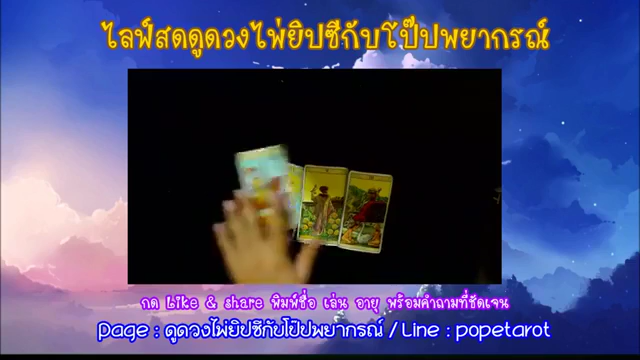 ไลฟ์สดดูดวงไพ่ยิปซีกับโป๊ปพยากรณ์
กด Like & share พิมพ์ชื่อ เล่น อายุ พร้อมคำถามที่ชัดเจน
Page : ดูดวงไพ่ยิปซีกับโป๊ปพยากรณ์ / Line : popetarot